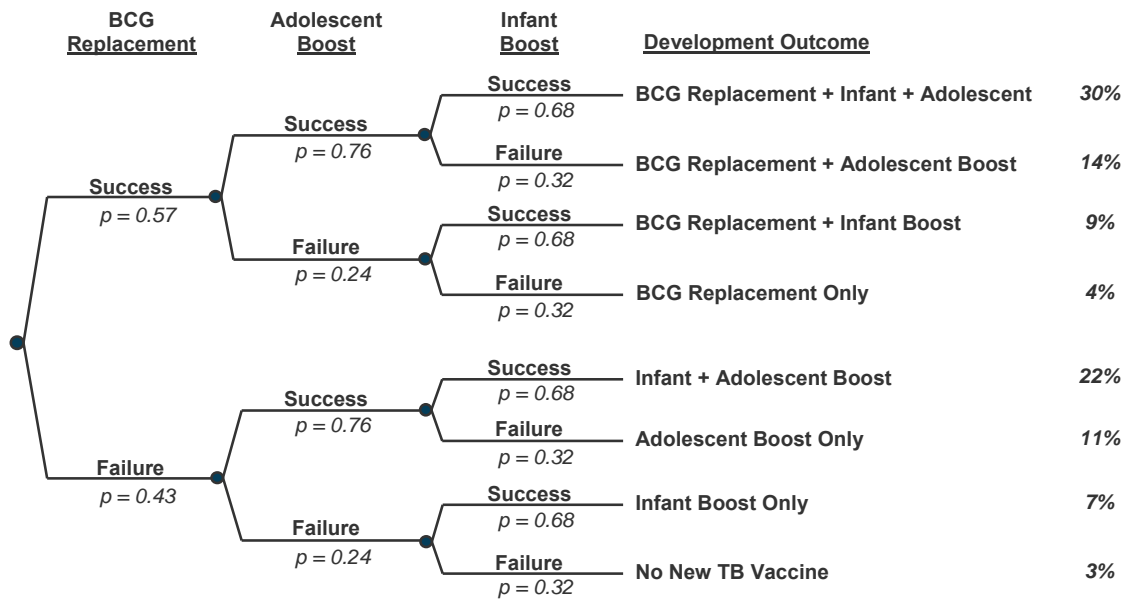 BCG Replacement
Adolescent Boost
Infant Boost
Development Outcome
Success
p = 0.68
BCG Replacement + Infant + Adolescent
30%
Success
p = 0.76
Failure
p = 0.32
BCG Replacement + Adolescent Boost
14%
Success
p = 0.57
Success
p = 0.68
BCG Replacement + Infant Boost
9%
Failure
p = 0.24
Failure
p = 0.32
BCG Replacement Only
4%
Success
p = 0.68
Infant + Adolescent Boost
22%
Success
p = 0.76
Failure
p = 0.32
Adolescent Boost Only
11%
Failure
p = 0.43
Success
p = 0.68
Infant Boost Only
7%
Failure
p = 0.24
Failure
p = 0.32
No New TB Vaccine
3%